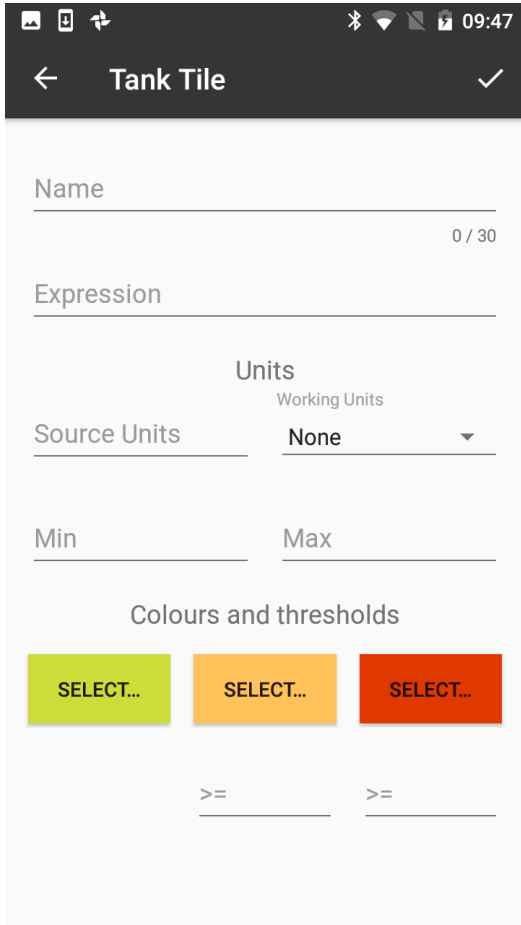 09:47
Tank Tile
Name
0 / 30
Expression
Units
Working Units
Source Units
None
Min
Max
Colours and thresholds
SELECT...
SELECT...
SELECT...
>=
>=